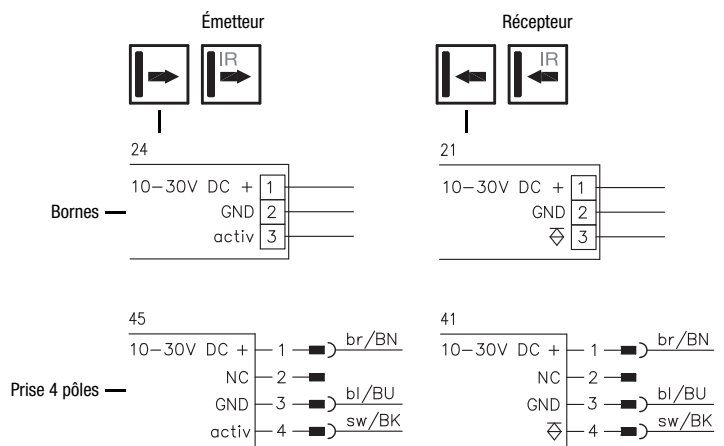 Émetteur
Récepteur
IR
IR
24
21
Bornes
10–30V DC + 1
GND 2
activ 3
10–30V DC + 1
GND 2
3
45
41
Prise 4 pôles
10–30V DC + 1 br/BN
NC 2
GND 3 bl/BU
activ 4 sw/BK
10–30V DC + 1 br/BN
NC 2
GND 3 bl/BU
4 sw/BK